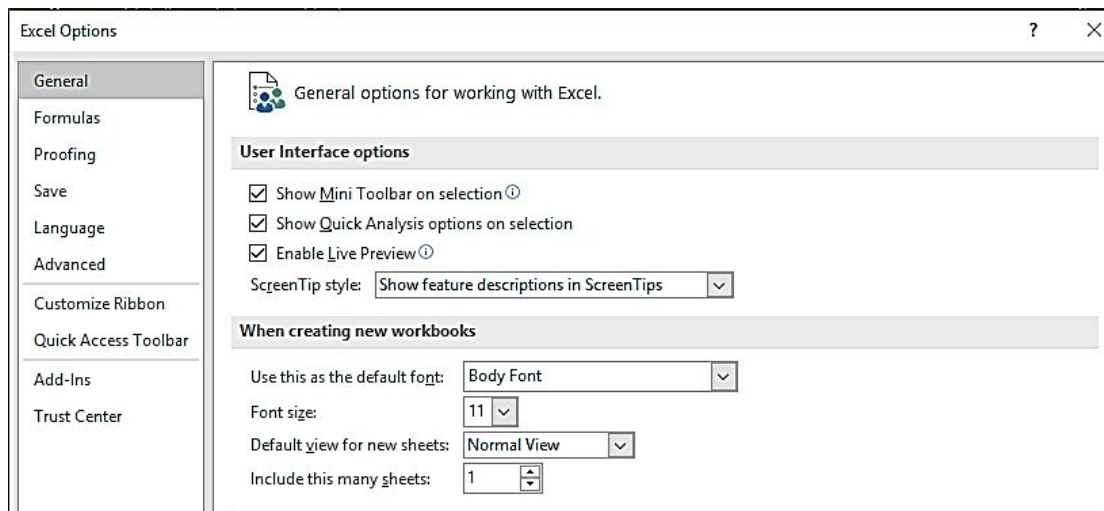 Excel Options
?
General
Formulas
Proofing
Save
Language
Advanced
Customize Ribbon
Quick Access Toolbar
Add-Ins
Trust Center
General options for working with Excel.
User Interface options
Show Mini Toolbar on selection
Show Quick Analysis options on selection
Enable Live Preview
ScreenTip style: Show feature descriptions in ScreenTips
When creating new workbooks
Use this as the default font: Body Font
Font size: 11
Default view for new sheets: Normal View
Include this many sheets: 1